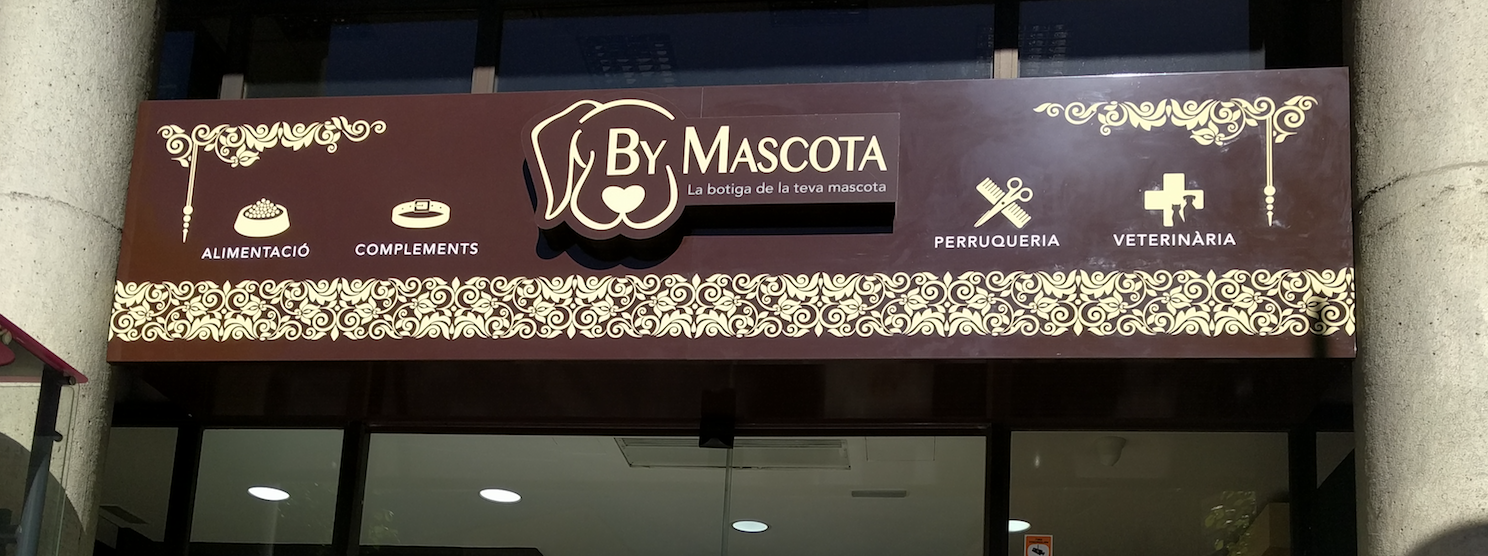 BY MASCOTA
La botiga de la teva mascota
ALIMENTACIÓ
COMPLEMENTS
PERRUQUERIA
VETERINÀRIA